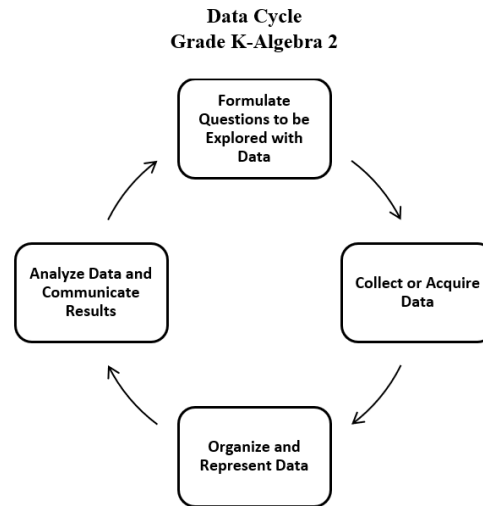 Data Cycle
Grade K-Algebra 2
Formulate
Questions to be
Explored with
Data
Collect or Acquire
Data
Organize and
Represent Data
Analyze Data and
Communicate
Results